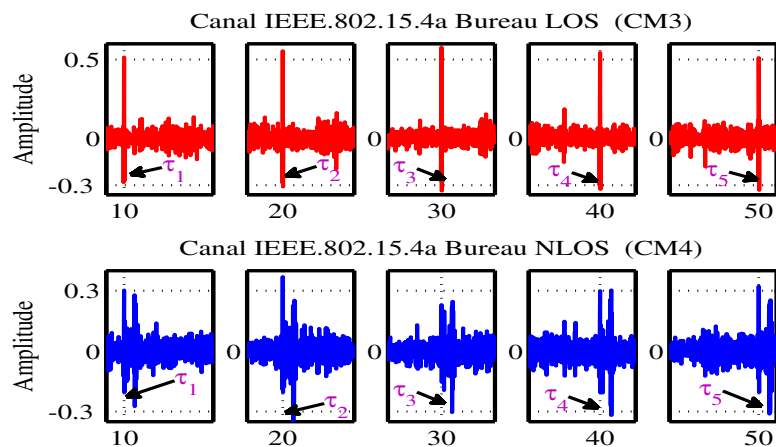 Canal IEEE.802.15.4a Bureau LOS (CM3)
Amplitude
0.5
0
-0.3
0
0
0
0
τ1
τ2
τ3
τ4
τ5
10
20
30
40
50
Canal IEEE.802.15.4a Bureau NLOS (CM4)
Amplitude
0.3
0
-0.3
0
0
0
0
τ1
τ2
τ3
τ4
τ5
10
20
30
40
50